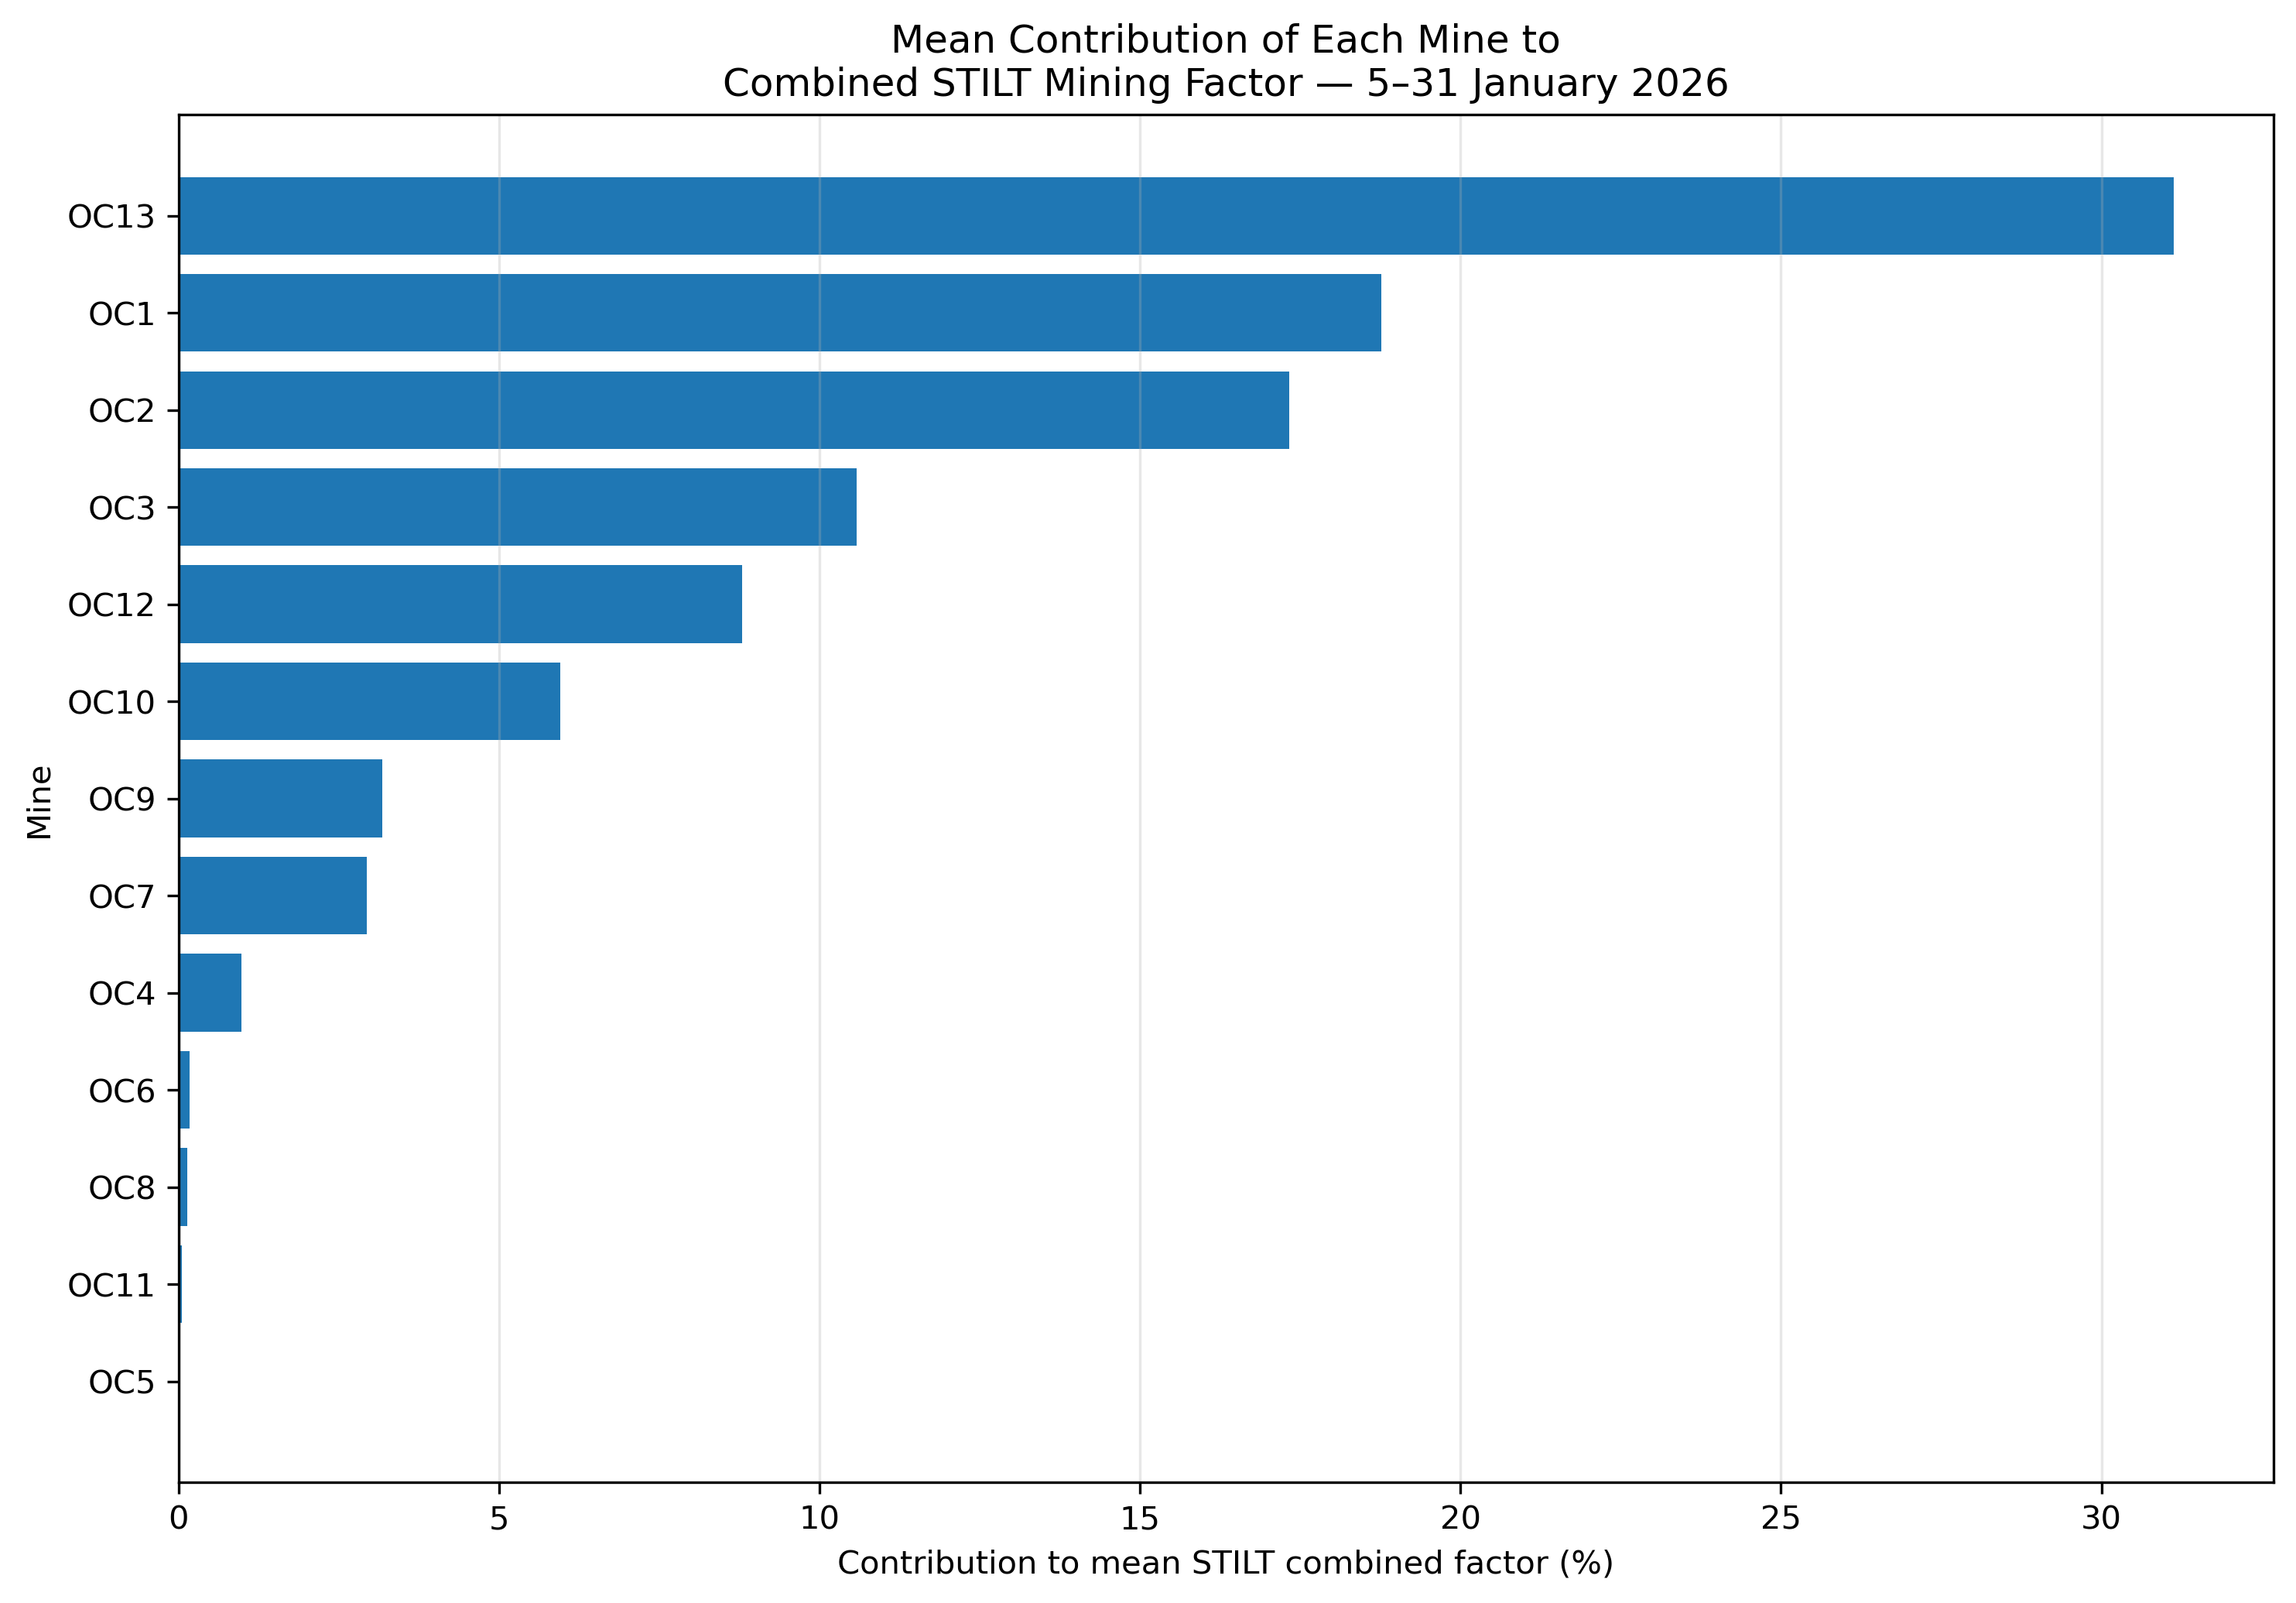 Mean Contribution of Each Mine to
Combined STILT Mining Factor — 5–31 January 2026
OC13
OC1
OC2
OC3
OC12
OC10
OC9
OC7
OC4
OC6
OC8
OC11
OC5
Mine
0 5 10 15 20 25 30
Contribution to mean STILT combined factor (%)